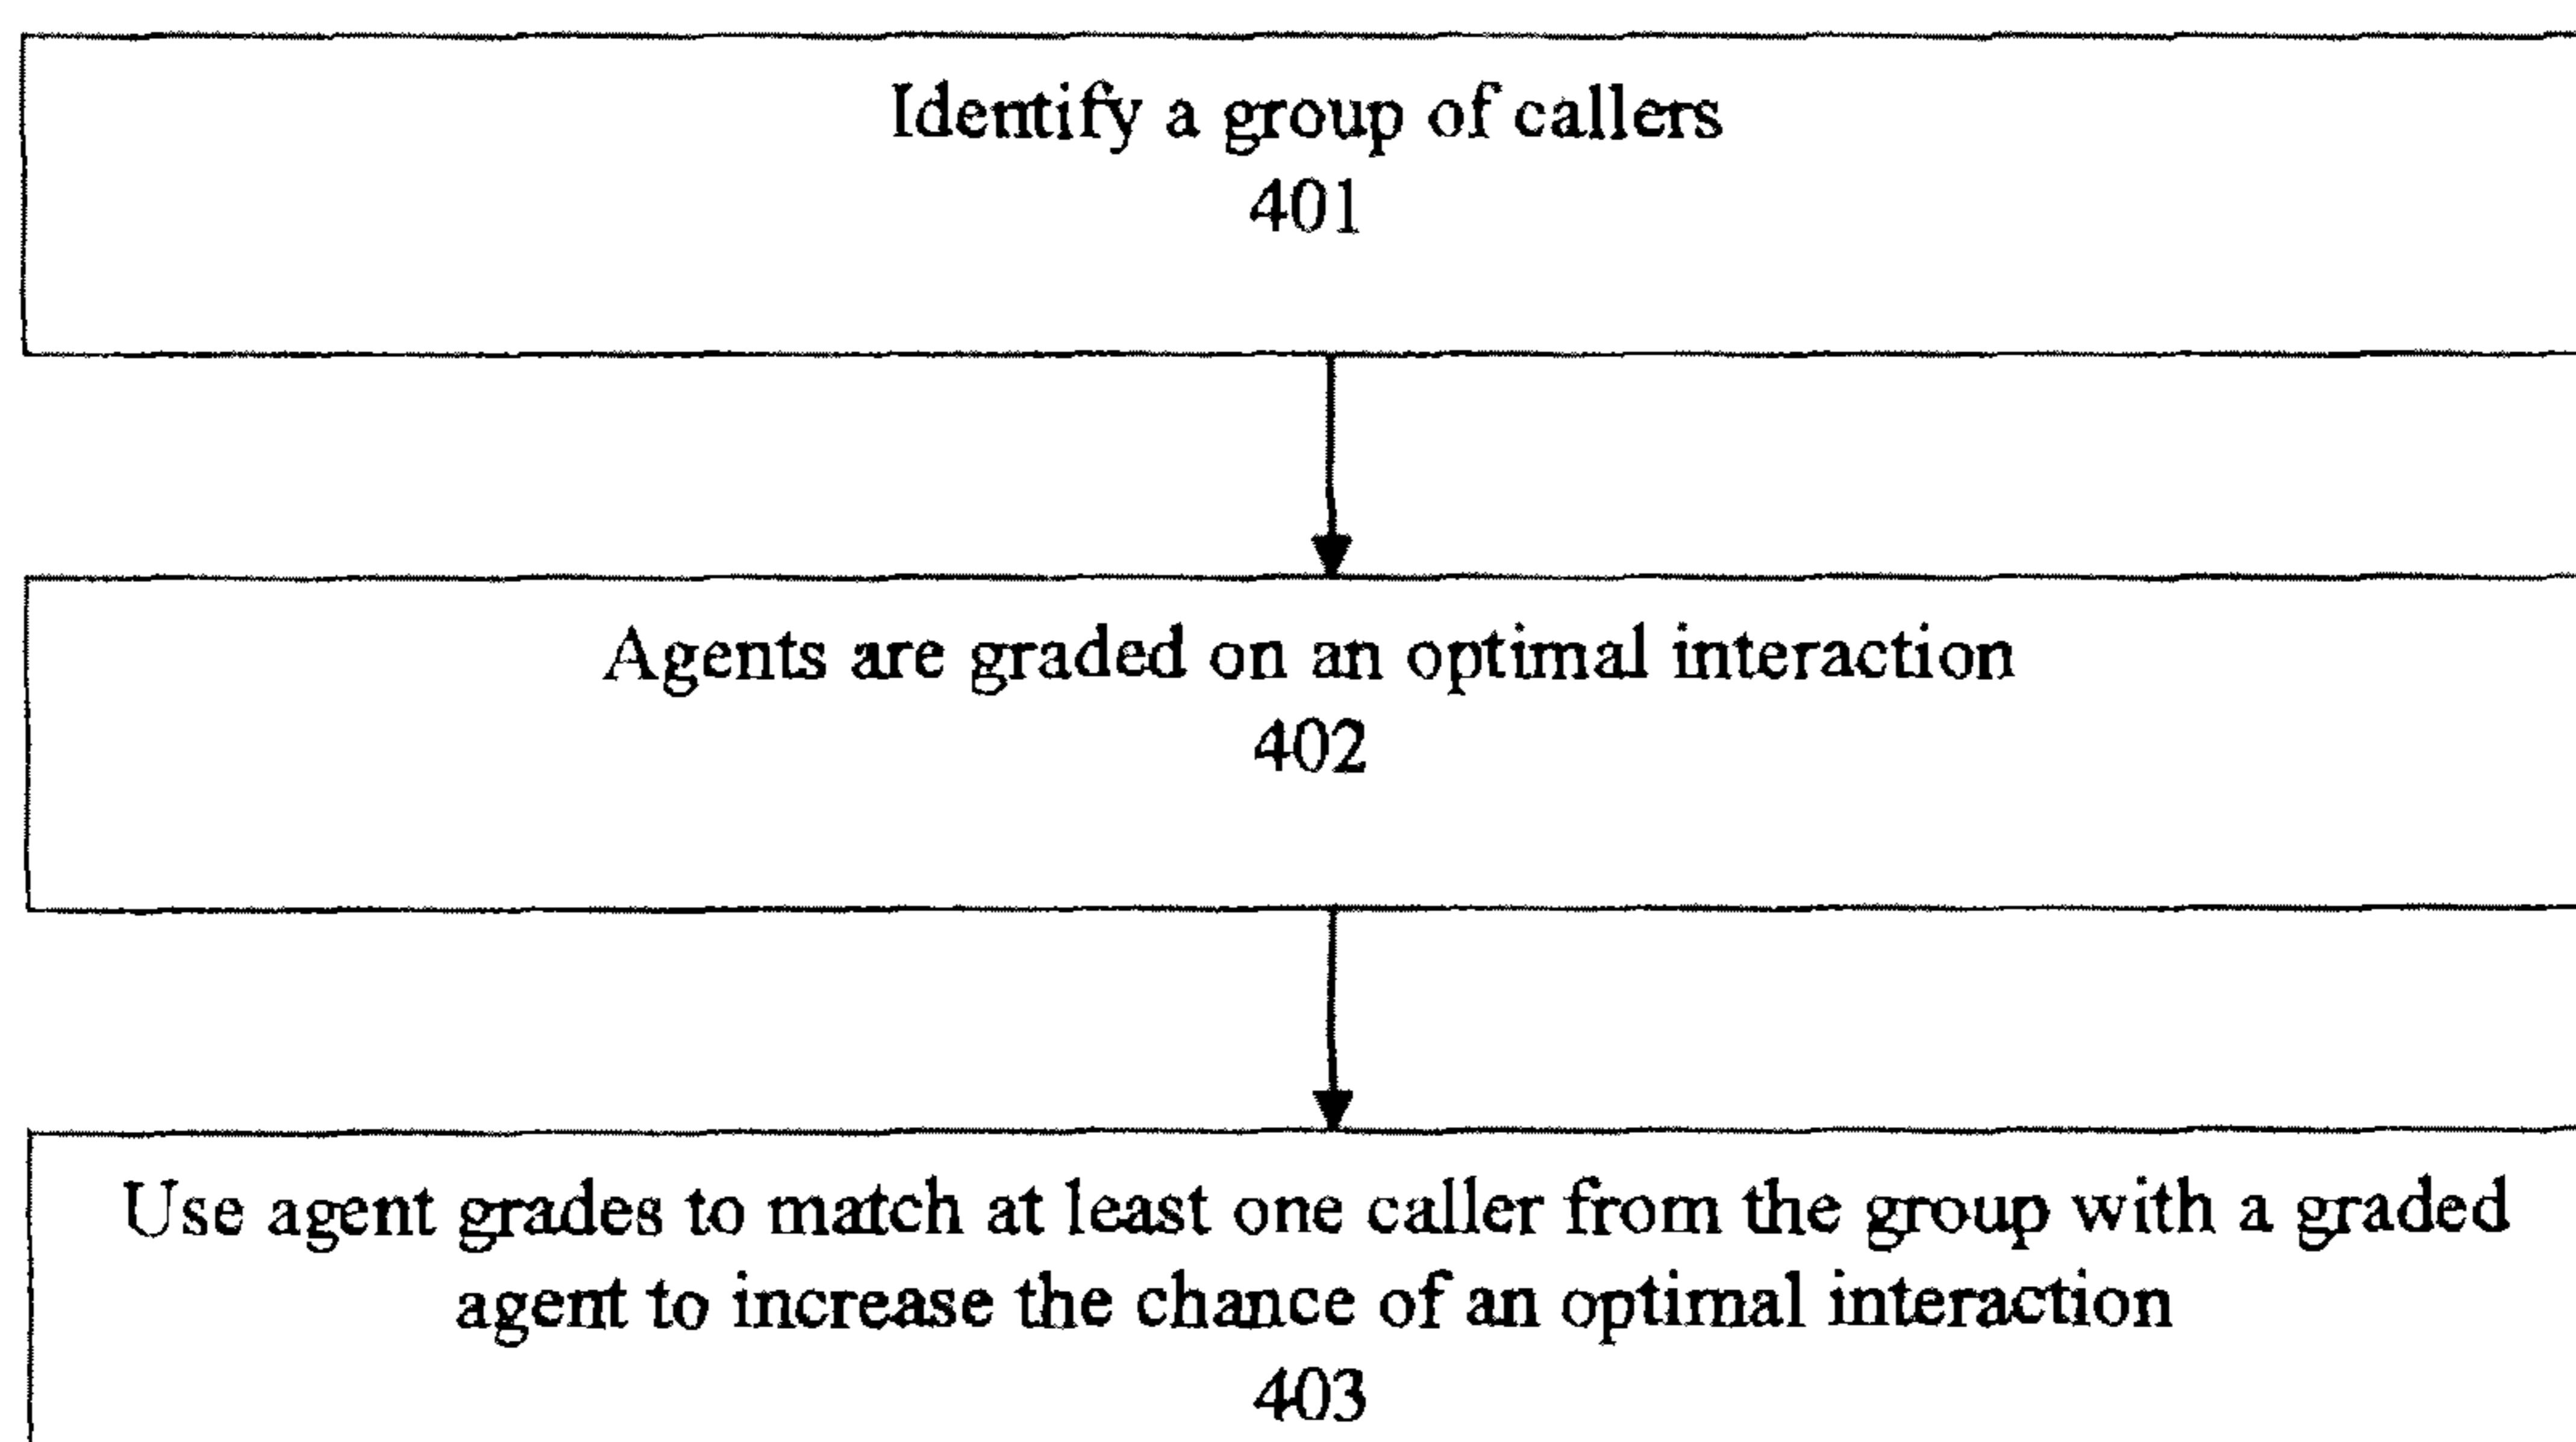 Identify a group of callers
401
Agents are graded on an optimal interaction
402
Use agent grades to match at least one caller from the group with a graded
agent to increase the chance of an optimal interaction
403